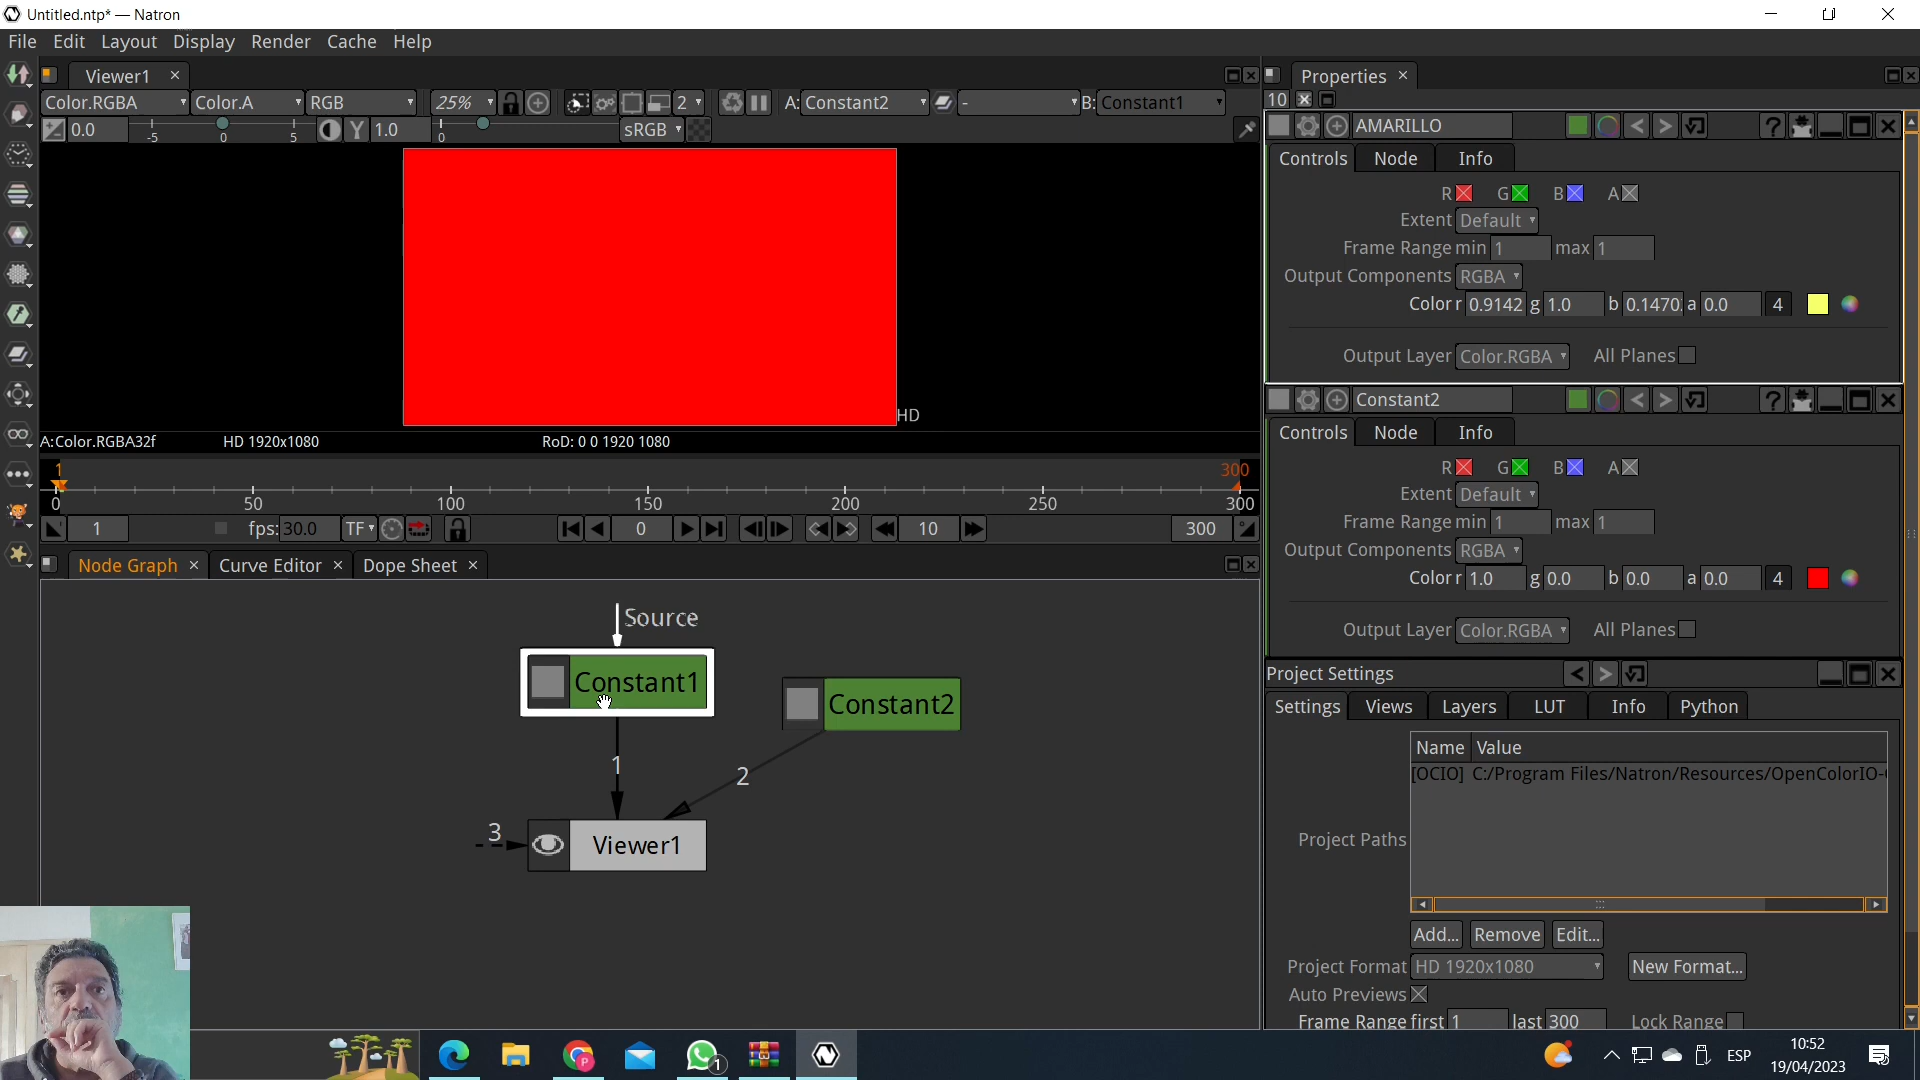 Untitled.ntp* — Natron
File Edit Layout Display Render Cache Help
Viewer1
Color.RGBA Color.A RGB 25% 2 A: Constant2 - B: Constant1
0.0 -5 0 5 Y 1.0 0 sRGB
HD
A:Color.RGBA32f HD 1920x1080 RoD: 0 0 1920 1080
1 300
0 50 100 150 200 250 300
1 fps: 30.0 TF 0 10 300
Node Graph Curve Editor Dope Sheet
Source
Constant1
Constant2
1
2
3
Viewer1
Properties
10
AMARILLO
Controls Node Info
R G B A
Extent Default
Frame Range min 1 max 1
Output Components RGBA
Color r 0.9142 g 1.0 b 0.1470 a 0.0 4
Output Layer Color.RGBA All Planes
Constant2
Controls Node Info
R G B A
Extent Default
Frame Range min 1 max 1
Output Components RGBA
Color r 1.0 g 0.0 b 0.0 a 0.0 4
Output Layer Color.RGBA All Planes
Project Settings
Settings Views Layers LUT Info Python
Name Value
[OCIO] C:/Program Files/Natron/Resources/OpenColorIO-
Project Paths
Add... Remove Edit...
Project Format HD 1920x1080 New Format...
Auto Previews
Frame Range first 1 last 300 Lock Range
1
ESP
10:52
19/04/2023